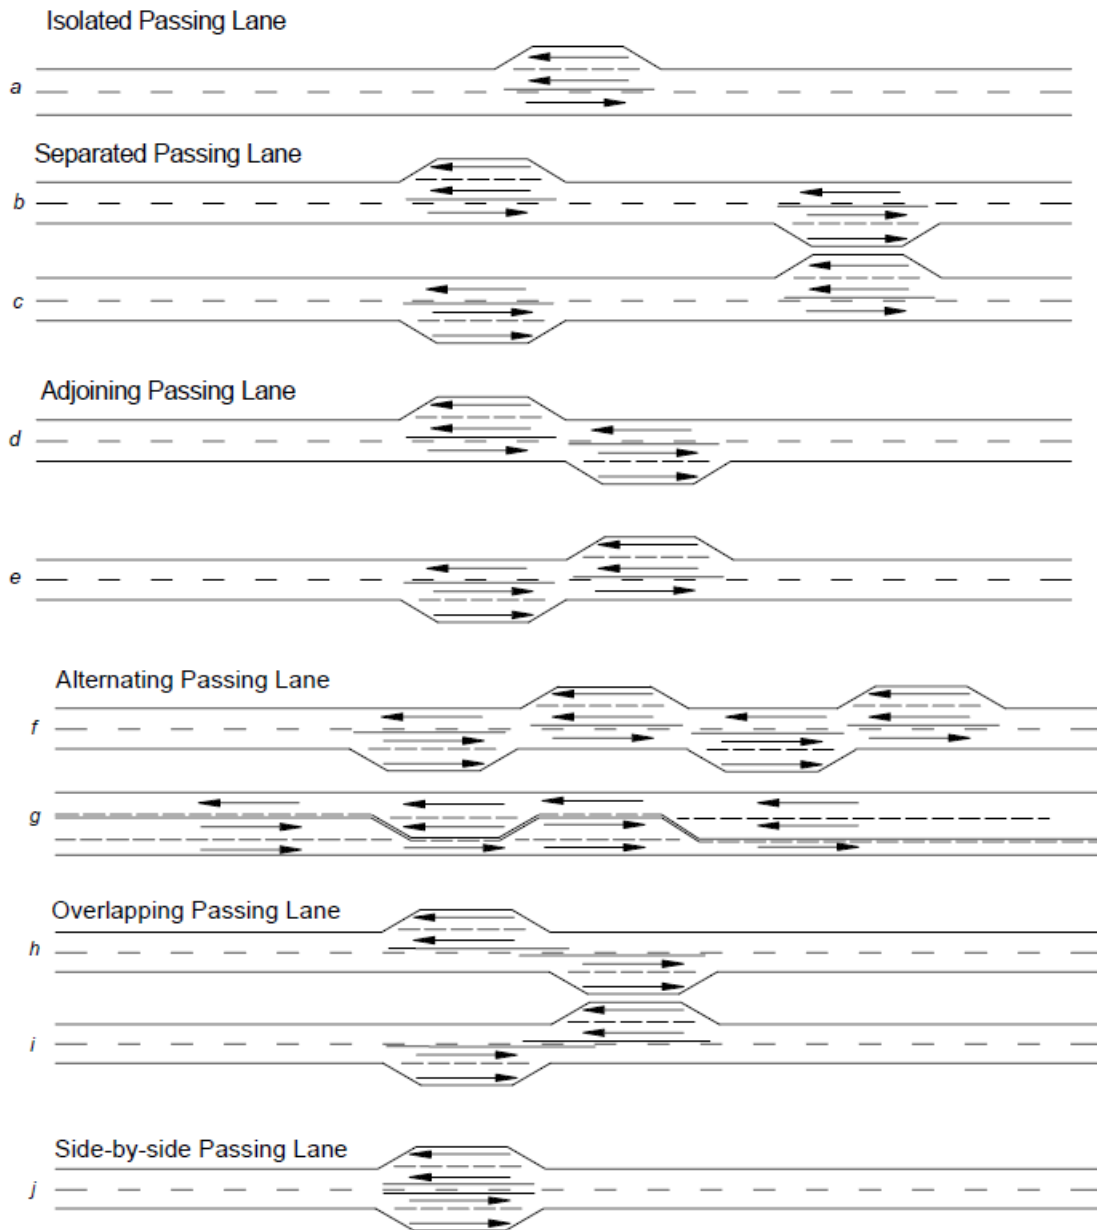 Isolated Passing Lane
a
Separated Passing Lane
b
c
Adjoining Passing Lane
d
e
Alternating Passing Lane
f
g
Overlapping Passing Lane
h
i
Side-by-side Passing Lane
j